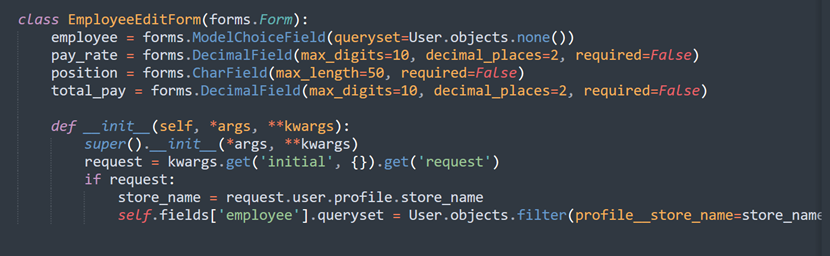 class EmployeeEditForm(forms.Form):
    employee = forms.ModelChoiceField(queryset=User.objects.none())
    pay_rate = forms.DecimalField(max_digits=10, decimal_places=2, required=False)
    position = forms.CharField(max_length=50, required=False)
    total_pay = forms.DecimalField(max_digits=10, decimal_places=2, required=False)

    def __init__(self, *args, **kwargs):
        super().__init__(*args, **kwargs)
        request = kwargs.get('initial', {}).get('request')
        if request:
            store_name = request.user.profile.store_name
            self.fields['employee'].queryset = User.objects.filter(profile__store_name=store_name